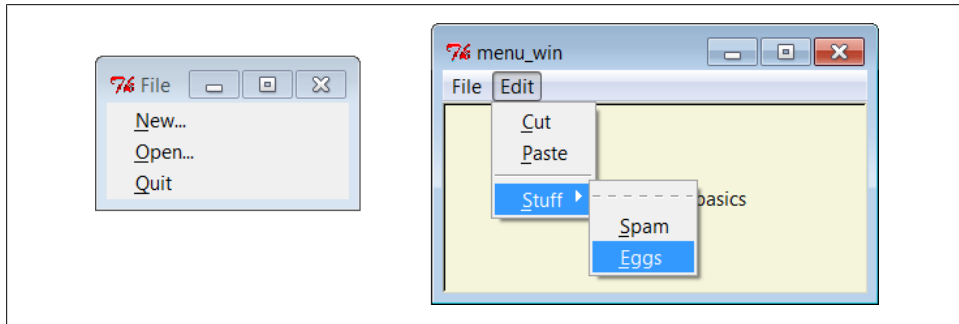 File
New...
Open...
Quit
menu_win
File Edit
Cut
Paste
Stuff
basics
Spam
Eggs